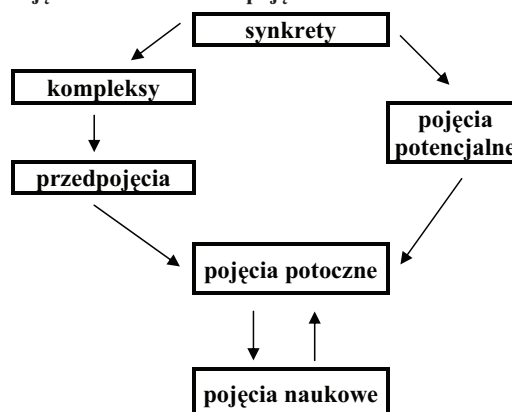 synkrety
kompleksy
pojęcia
potencjalne
przedpojęcia
pojęcia potoczne
pojęcia naukowe